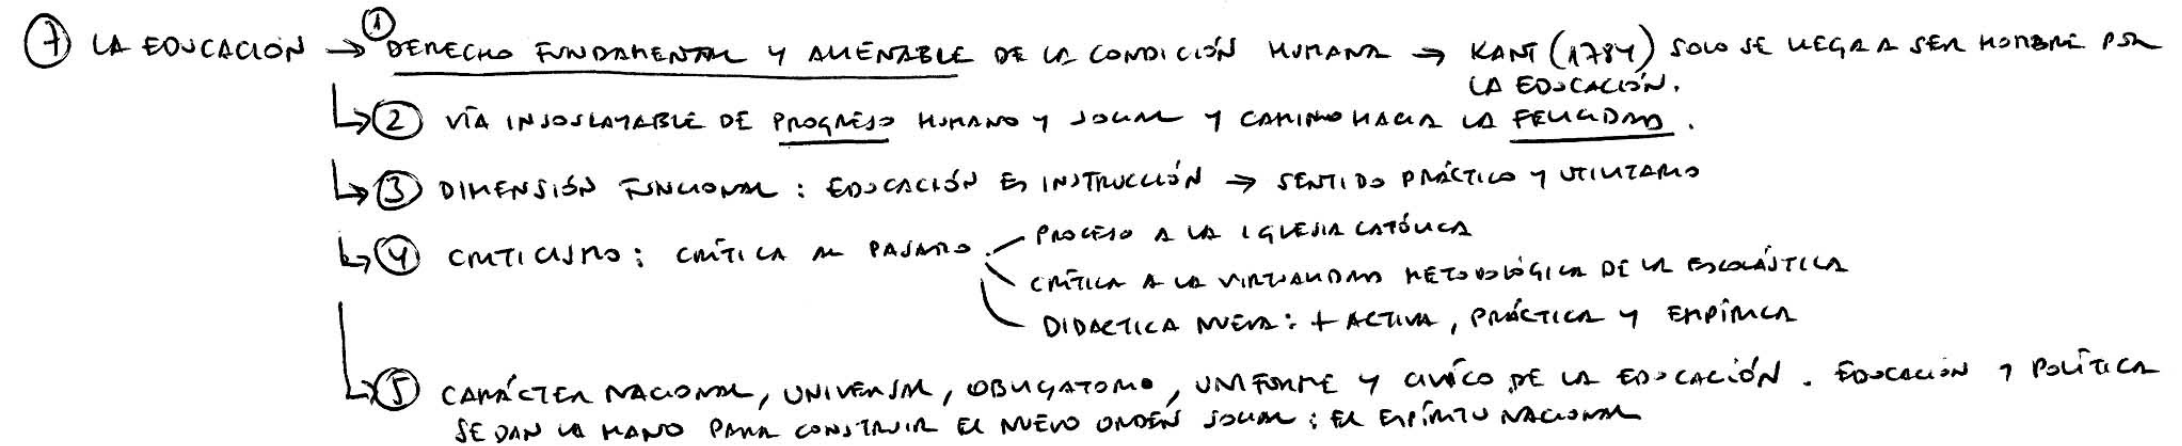 7 LA EDUCACIÓN → 1 DERECHO FUNDAMENTAL Y ALIENABLE DE LA CONDICIÓN HUMANA → KANT (1784) SOLO SE LLEGA A SER HOMBRE POR
LA EDUCACIÓN.
2 VÍA INSOSLAYABLE DE PROGRESO HUMANO Y SOCIAL Y CAMINO HACIA LA FELICIDAD.
3 DIMENSIÓN FUNCIONAL: EDUCACIÓN ES INSTRUCCIÓN → SENTIDO PRÁCTICO Y UTILITARIO
4 CRITICISMO: CRÍTICA AL PASADO.
PROCESO A LA IGLESIA CATÓLICA
CRÍTICA A LA VIRTUALIDAD METODOLÓGICA DE LA ESCOLÁSTICA
DIDACTICA NUEVA: + ACTIVA, PRÁCTICA Y EMPÍRICA
5 CARÁCTER NACIONAL, UNIVERSAL, OBLIGATORIO, UNIFORME Y CÍVICO DE LA EDUCACIÓN. EDUCACIÓN Y POLÍTICA
SE DAN LA MANO PARA CONSTRUIR EL NUEVO ORDEN SOCIAL: EL ESPÍRITU NACIONAL